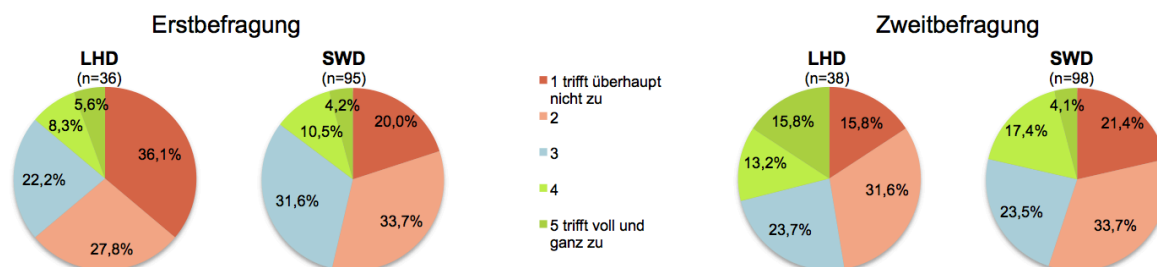 Erstbefragung
LHD
(n=36)
5,6%
8,3%
36,1%
22,2%
27,8%
SWD
(n=95)
4,2%
10,5%
20,0%
31,6%
33,7%
1 trifft überhaupt
nicht zu
2
3
4
5 trifft voll und
ganz zu
Zweitbefragung
LHD
(n=38)
15,8%
15,8%
13,2%
31,6%
23,7%
SWD
(n=98)
4,1%
17,4%
21,4%
23,5%
33,7%